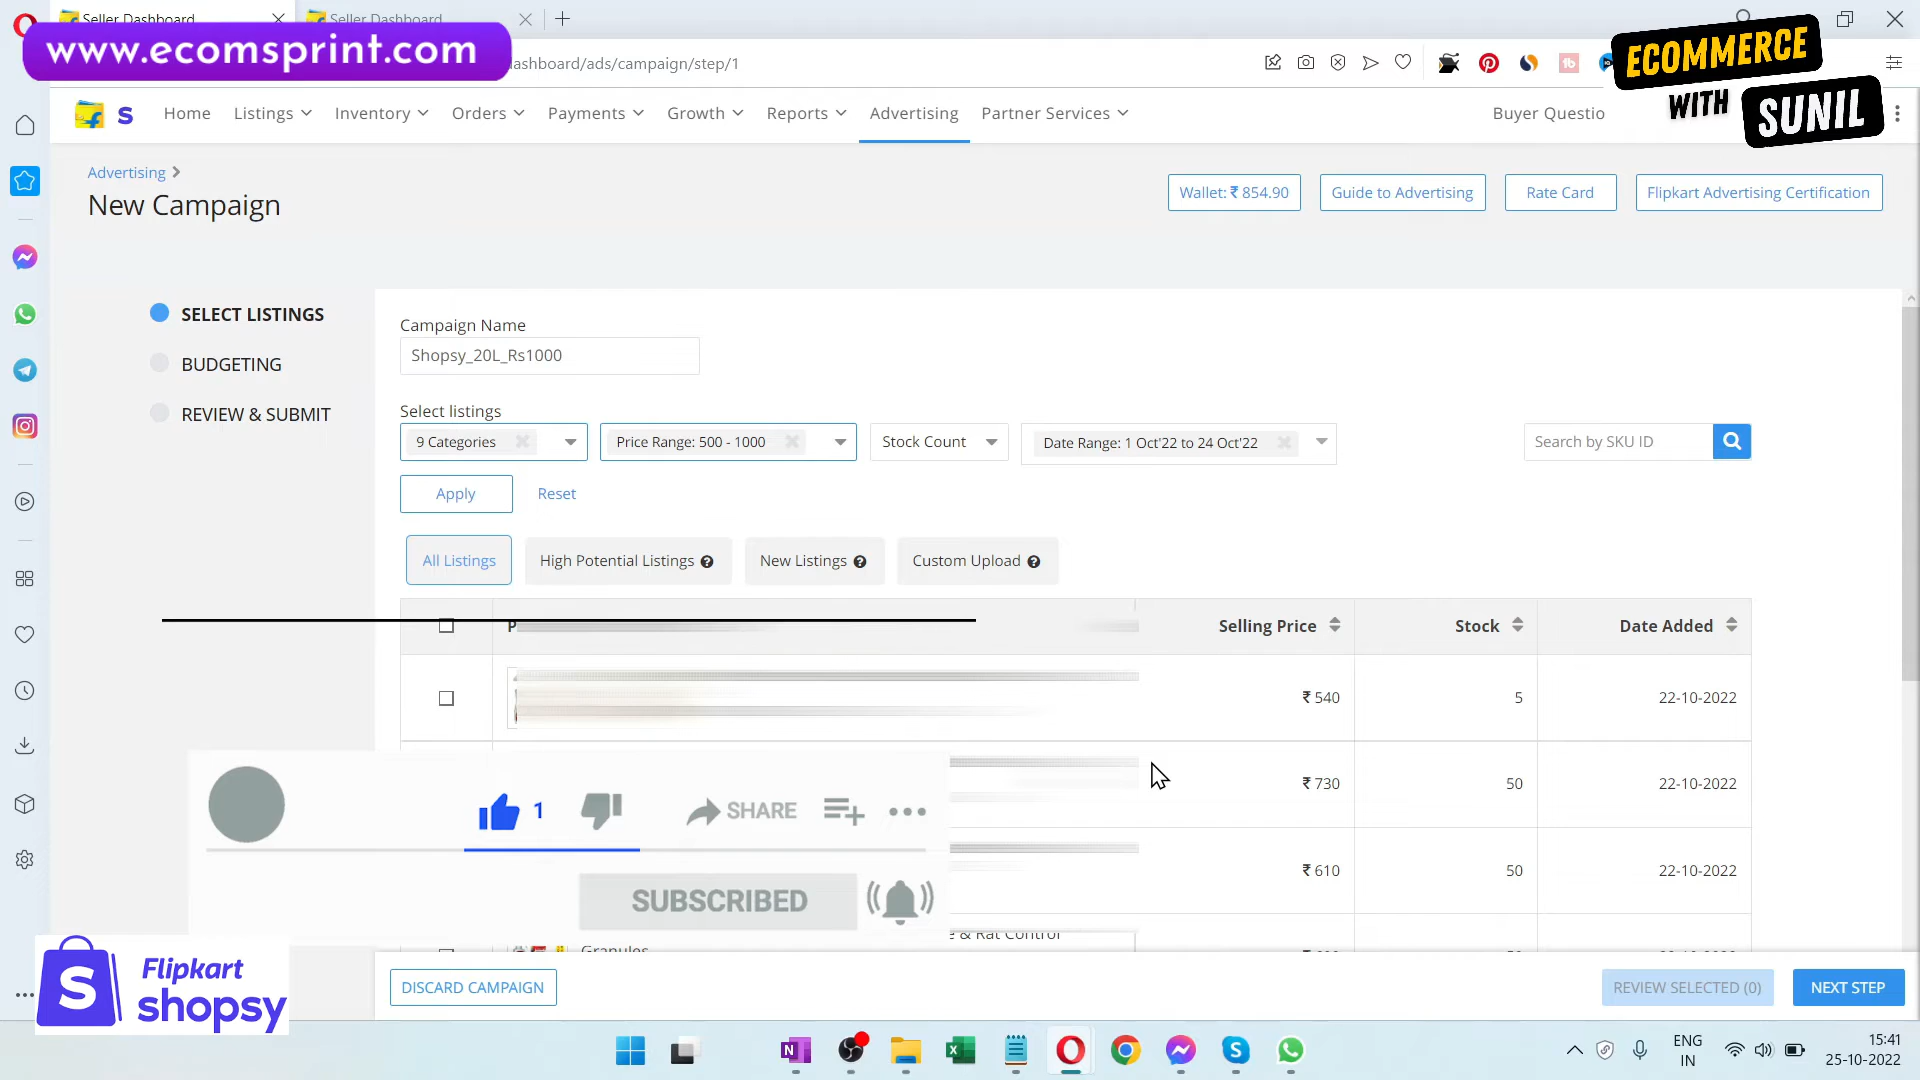 Seller Dashboard
Seller Dashboard
www.ecomsprint.com
ashboard/ads/campaign/step/1
ECOMMERCE
WITH SUNIL
Home Listings Inventory Orders Payments Growth Reports Advertising Partner Services Buyer Questio
Advertising
New Campaign
Wallet: ₹ 854.90 Guide to Advertising Rate Card Flipkart Advertising Certification
SELECT LISTINGS
BUDGETING
REVIEW & SUBMIT
Campaign Name
Shopsy_20L_Rs1000
Select listings
9 Categories Price Range: 500 - 1000 Stock Count Date Range: 1 Oct'22 to 24 Oct'22 Search by SKU ID
Apply Reset
All Listings High Potential Listings New Listings Custom Upload
P Selling Price Stock Date Added
₹ 540 5 22-10-2022
₹ 730 50 22-10-2022
₹ 610 50 22-10-2022
1 SHARE
SUBSCRIBED
e & Rat Control
Granules
S Flipkart
shopsy
DISCARD CAMPAIGN REVIEW SELECTED (0) NEXT STEP
ENG
IN
15:41
25-10-2022